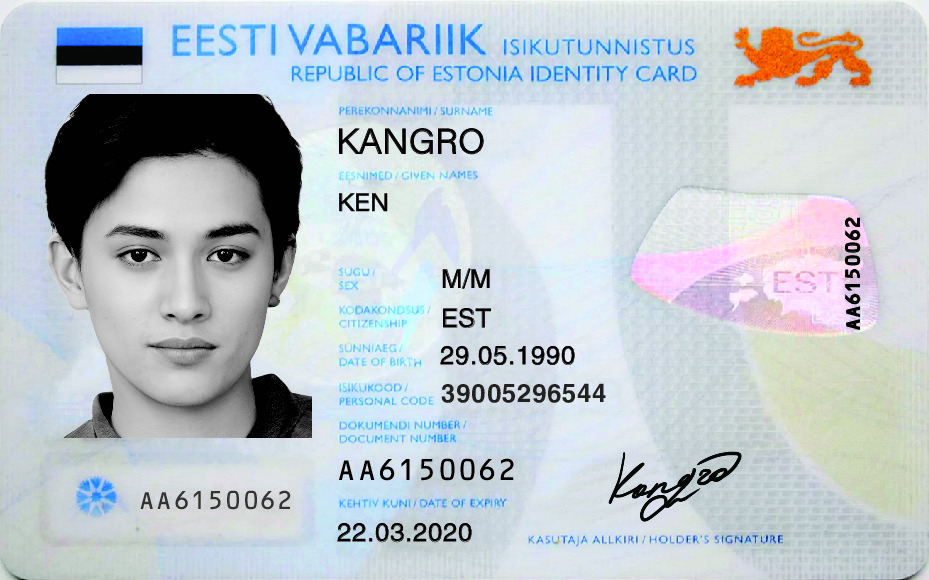 EESTI VABARIIK ISIKUTUNNISTUS
REPUBLIC OF ESTONIA IDENTITY CARD
PEREKONNANIMI / SURNAME
KANGRO
EESNIMED / GIVEN NAMES
KEN
SUGU /
SEX
M/M
KODAKONDSUS /
CITIZENSHIP
EST
SÜNNIAEG /
DATE OF BIRTH
29.05.1990
ISIKUKOOD /
PERSONAL CODE
39005296544
DOKUMENDI NUMBER /
DOCUMENT NUMBER
AA6150062
KEHTIV KUNI / DATE OF EXPIRY
22.03.2020
AA6150062
EST
AA6150062
Kangro
KASUTAJA ALLKIRI / HOLDER'S SIGNATURE